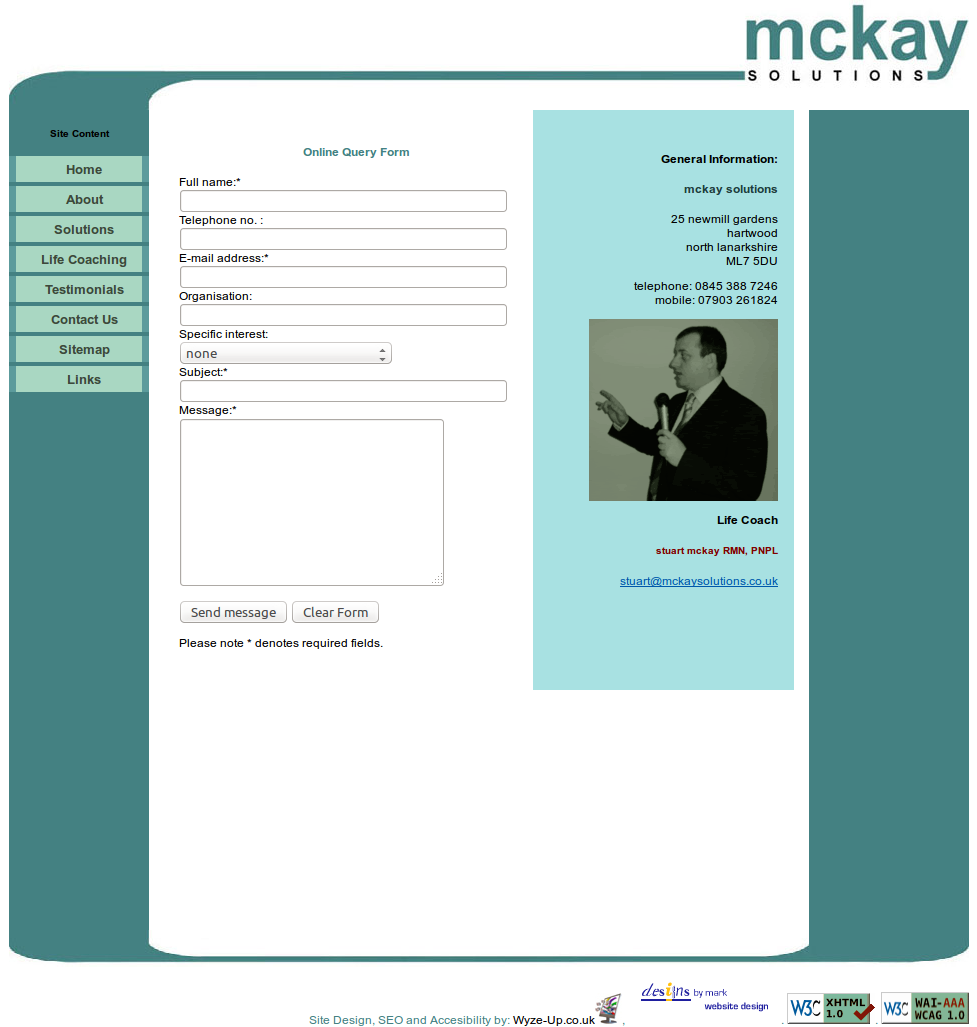 mckay
SOLUTIONS
Site Content
Home
About
Solutions
Life Coaching
Testimonials
Contact Us
Sitemap
Links
Online Query Form
Full name:*
Telephone no. :
E-mail address:*
Organisation:
Specific interest:
none
Subject:*
Message:*
Send message
Clear Form
Please note * denotes required fields.
General Information:
mckay solutions
25 newmill gardens
hartwood
north lanarkshire
ML7 5DU
telephone: 0845 388 7246
mobile: 07903 261824
Life Coach
stuart mckay RMN, PNPL
stuart@mckaysolutions.co.uk
Site Design, SEO and Accesibility by: Wyze-Up.co.uk ,
designs by mark
website design
W3C XHTML 1.0
W3C WAI-AAA WCAG 1.0